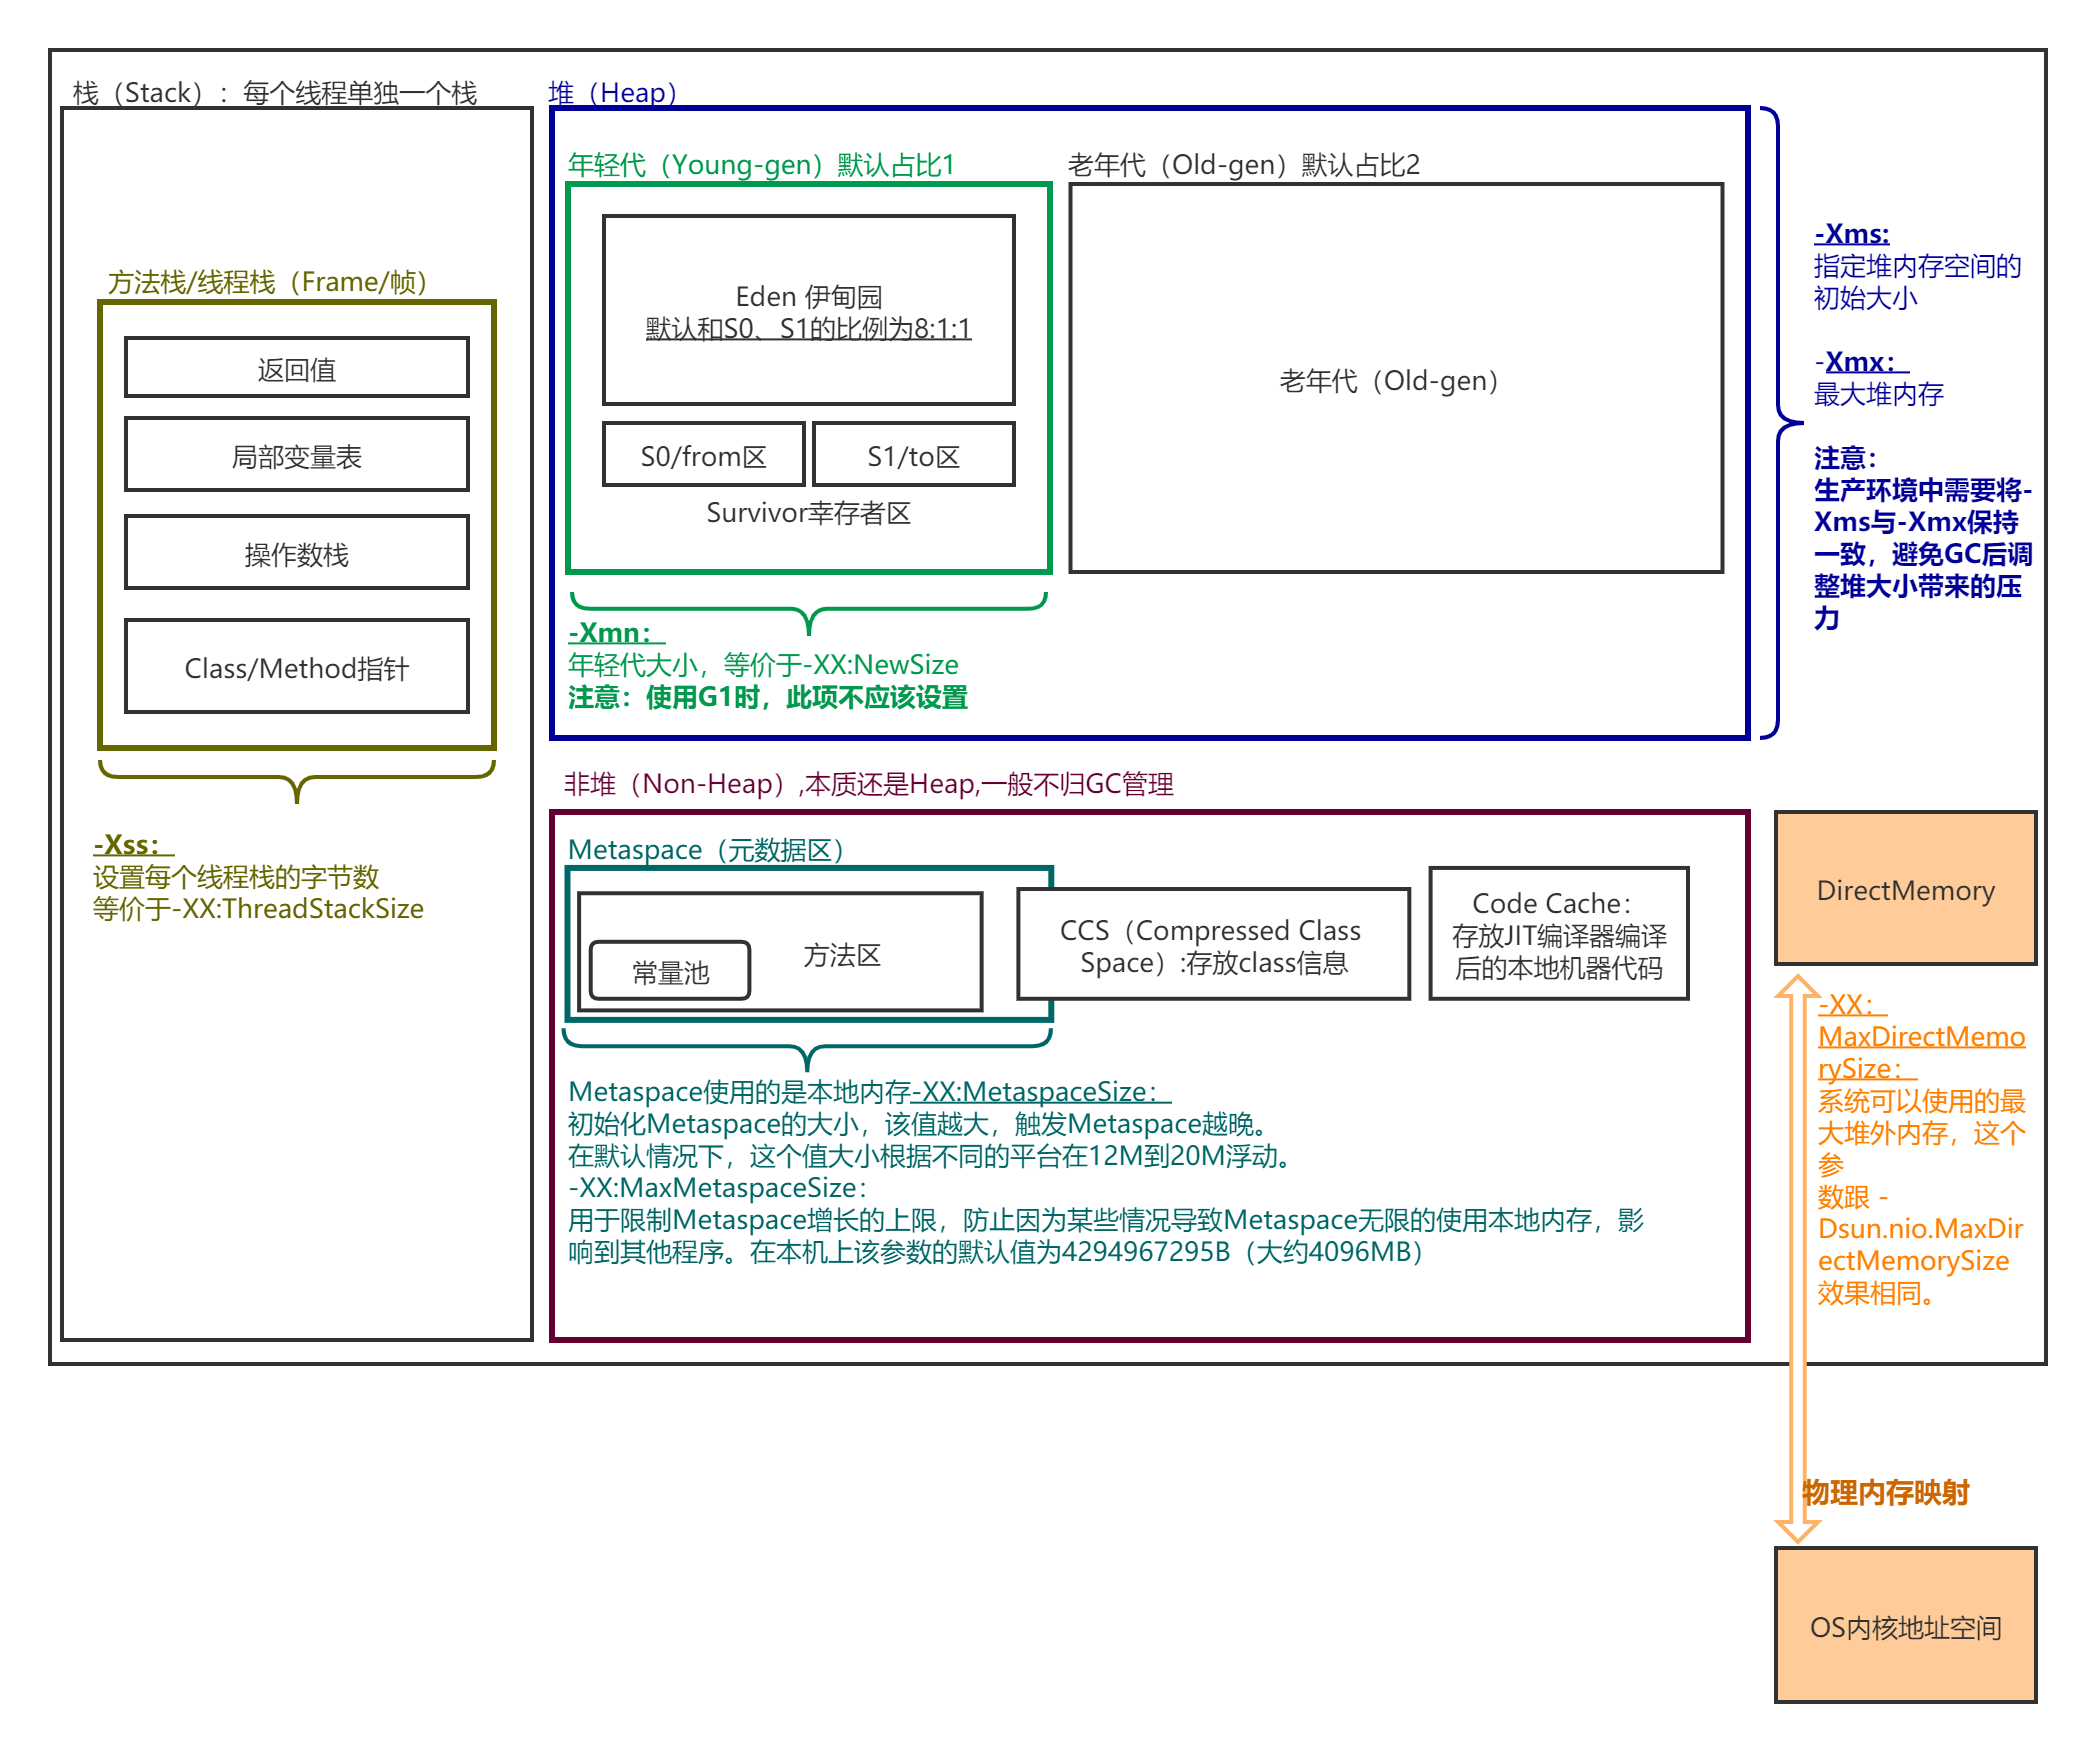 栈（Stack）：每个线程单独一个栈
方法栈/线程栈（Frame/帧）
返回值
局部变量表
操作数栈
Class/Method指针
-Xss：
设置每个线程栈的字节数
等价于-XX:ThreadStackSize
堆（Heap）
年轻代（Young-gen）默认占比1
Eden 伊甸园
默认和S0、S1的比例为8:1:1
S0/from区
S1/to区
Survivor幸存者区
-Xmn：
年轻代大小，等价于-XX:NewSize
注意：使用G1时，此项不应该设置
老年代（Old-gen）默认占比2
老年代（Old-gen）
-Xms:
指定堆内存空间的
初始大小
-Xmx：
最大堆内存
注意：
生产环境中需要将-
Xms与-Xmx保持
一致，避免GC后调
整堆大小带来的压
力
非堆（Non-Heap）,本质还是Heap,一般不归GC管理
Metaspace（元数据区）
常量池
方法区
CCS（Compressed Class
Space）:存放class信息
Code Cache：
存放JIT编译器编译
后的本地机器代码
Metaspace使用的是本地内存-XX:MetaspaceSize：
初始化Metaspace的大小，该值越大，触发Metaspace越晚。
在默认情况下，这个值大小根据不同的平台在12M到20M浮动。
-XX:MaxMetaspaceSize：
用于限制Metaspace增长的上限，防止因为某些情况导致Metaspace无限的使用本地内存，影
响到其他程序。在本机上该参数的默认值为4294967295B（大约4096MB）
DirectMemory
-XX：
MaxDirectMemo
rySize：
系统可以使用的最
大堆外内存，这个
参
数跟 -
Dsun.nio.MaxDir
ectMemorySize
效果相同。
物理内存映射
OS内核地址空间